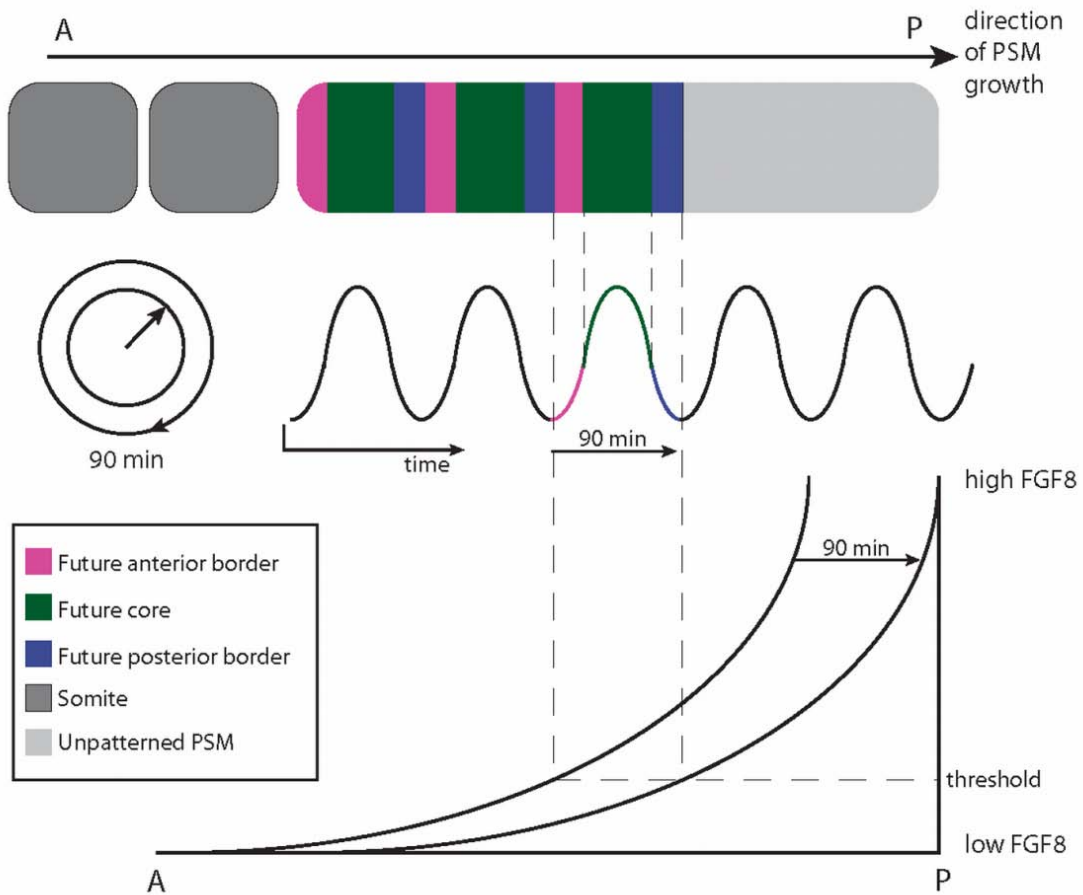 A
P
direction
of PSM
growth
90 min
time
90 min
high FGF8
90 min
Future anterior border
Future core
Future posterior border
Somite
Unpatterned PSM
threshold
low FGF8
A
P